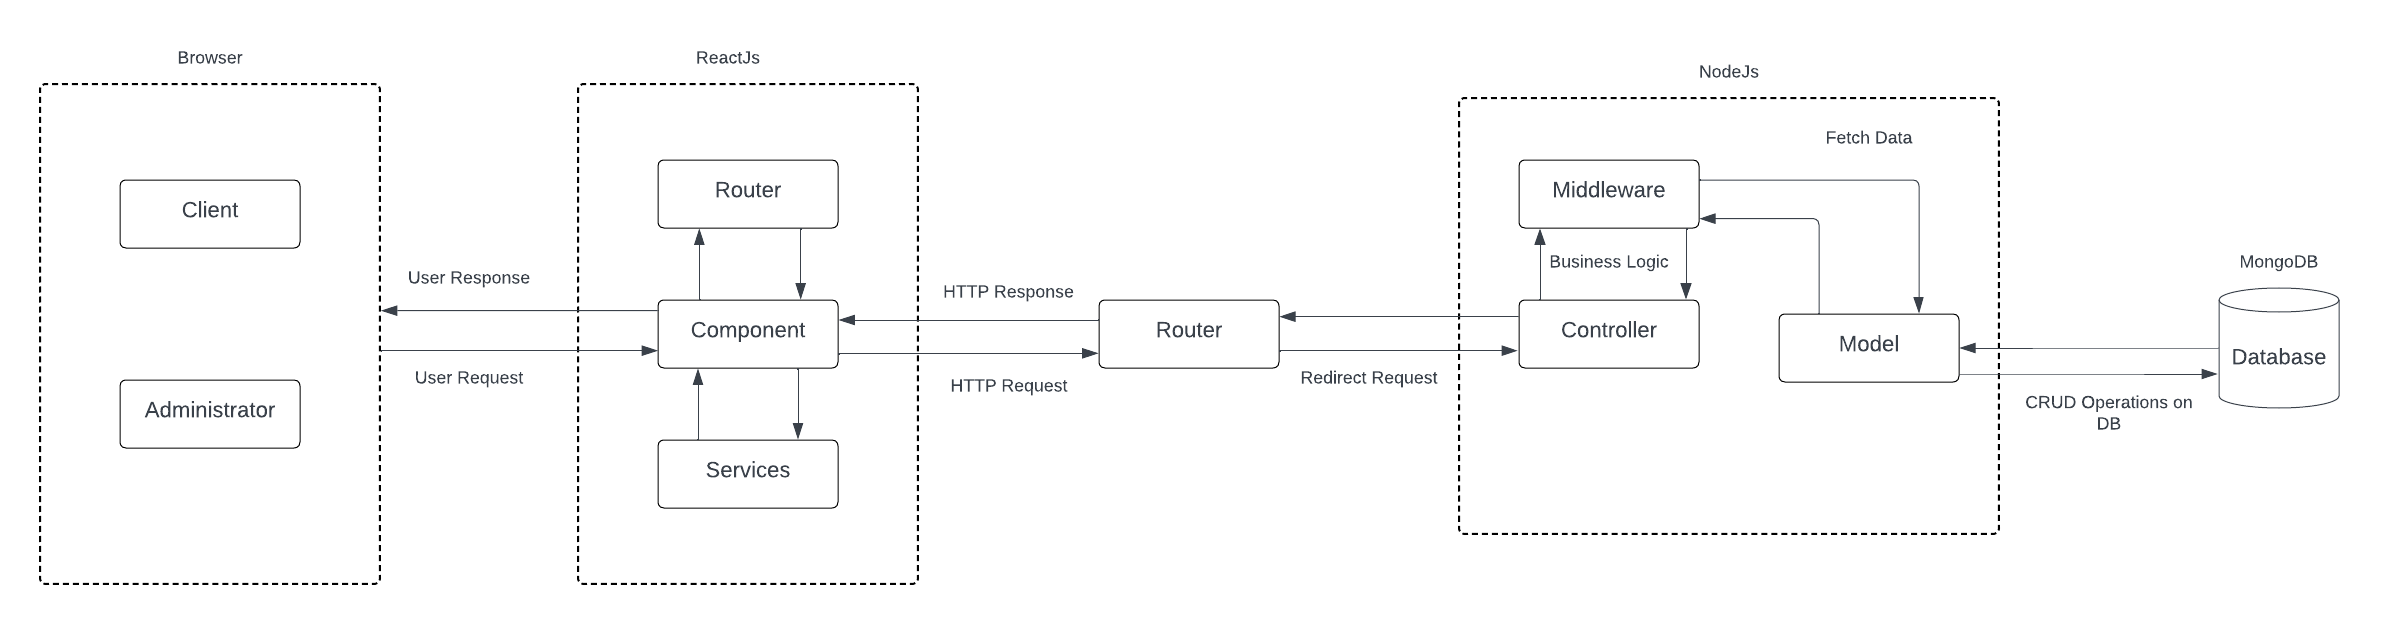 Browser
ReactJs
NodeJs
Fetch Data
Client
Router
Middleware
Business Logic
User Response
HTTP Response
MongoDB
Component
Router
Controller
Model
Database
User Request
HTTP Request
Redirect Request
CRUD Operations on
DB
Administrator
Services